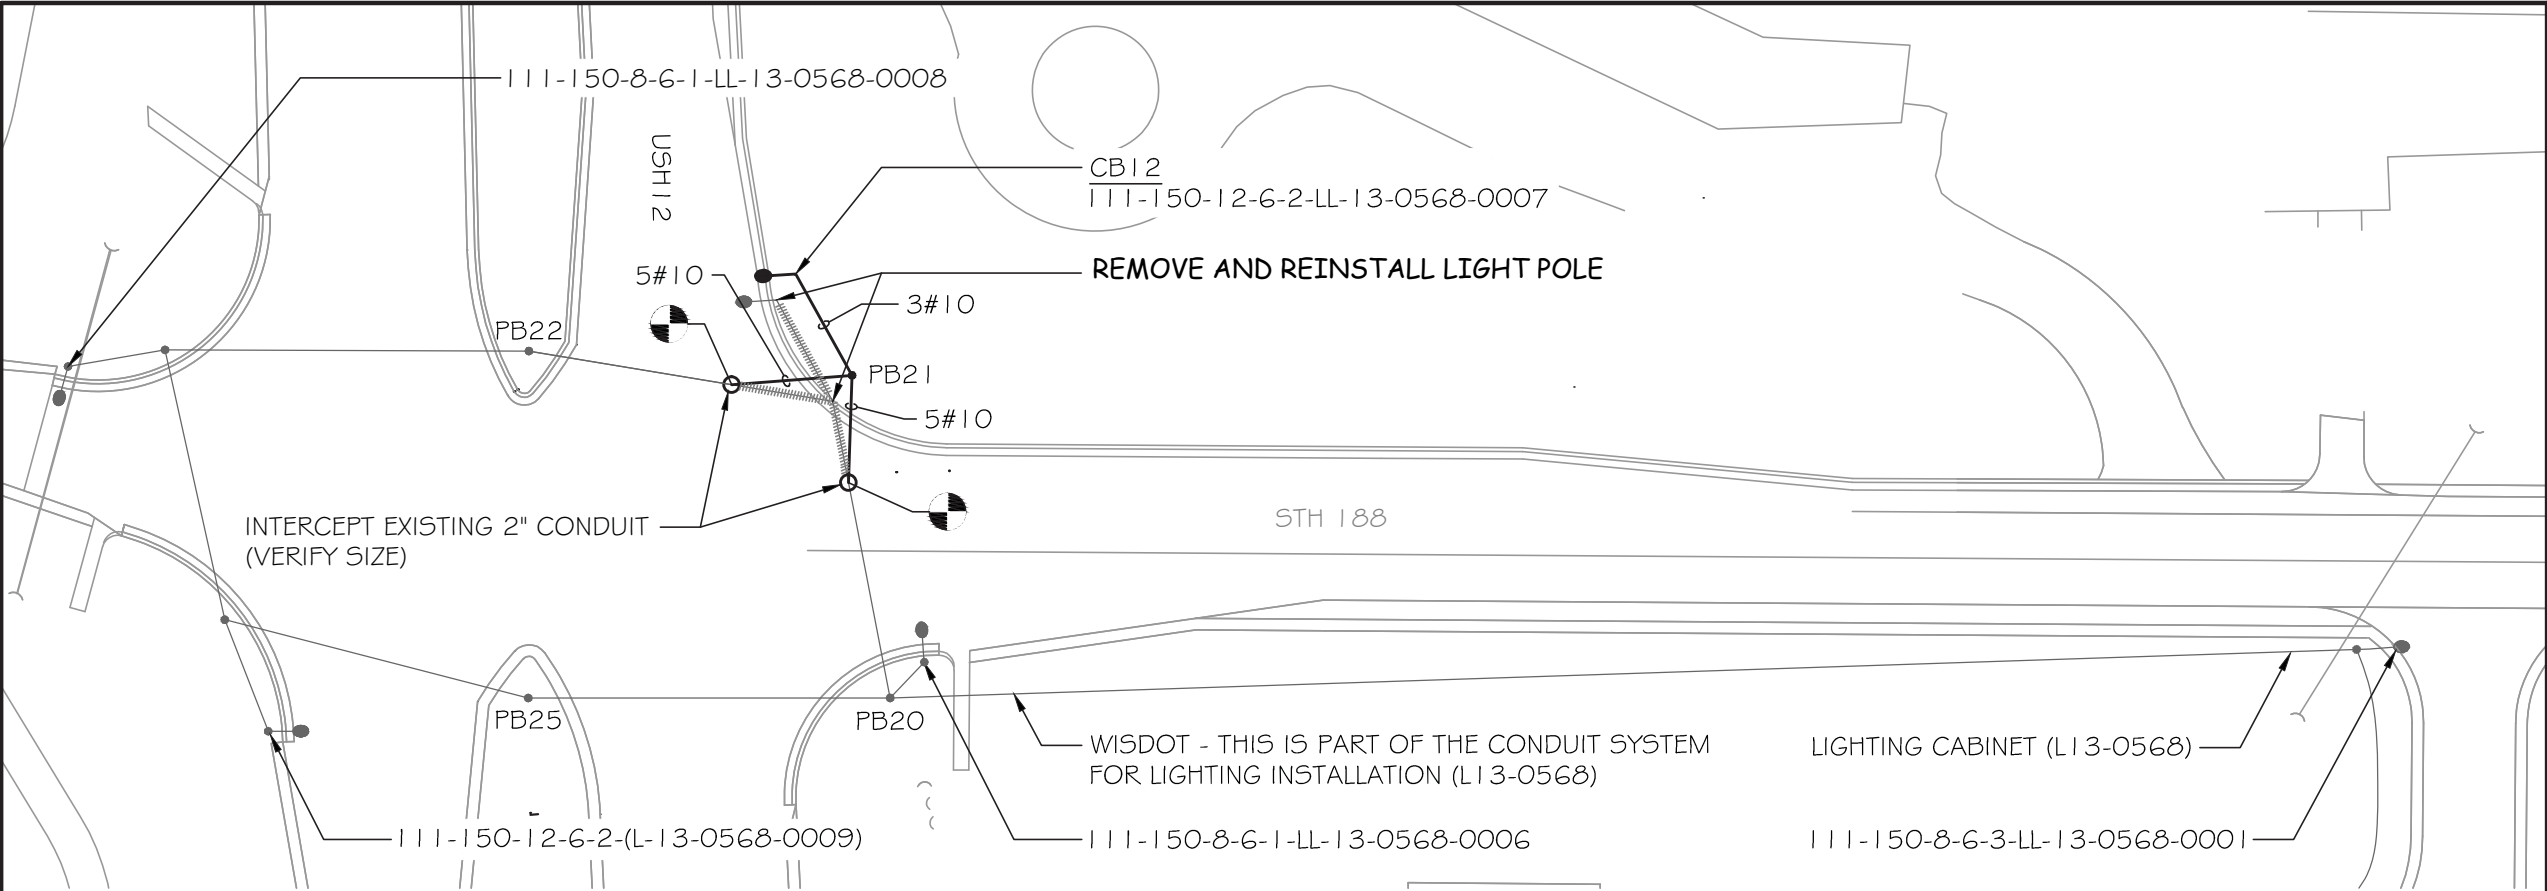 111-150-8-6-1-LL-13-0568-0008
USH12
CB12
111-150-12-6-2-LL-13-0568-0007
REMOVE AND REINSTALL LIGHT POLE
5#10
3#10
PB22
PB21
5#10
INTERCEPT EXISTING 2" CONDUIT
(VERIFY SIZE)
STH 188
PB25
PB20
WISDOT - THIS IS PART OF THE CONDUIT SYSTEM
FOR LIGHTING INSTALLATION (L13-0568)
LIGHTING CABINET (L13-0568)
111-150-12-6-2-(L-13-0568-0009)
111-150-8-6-1-LL-13-0568-0006
111-150-8-6-3-LL-13-0568-0001